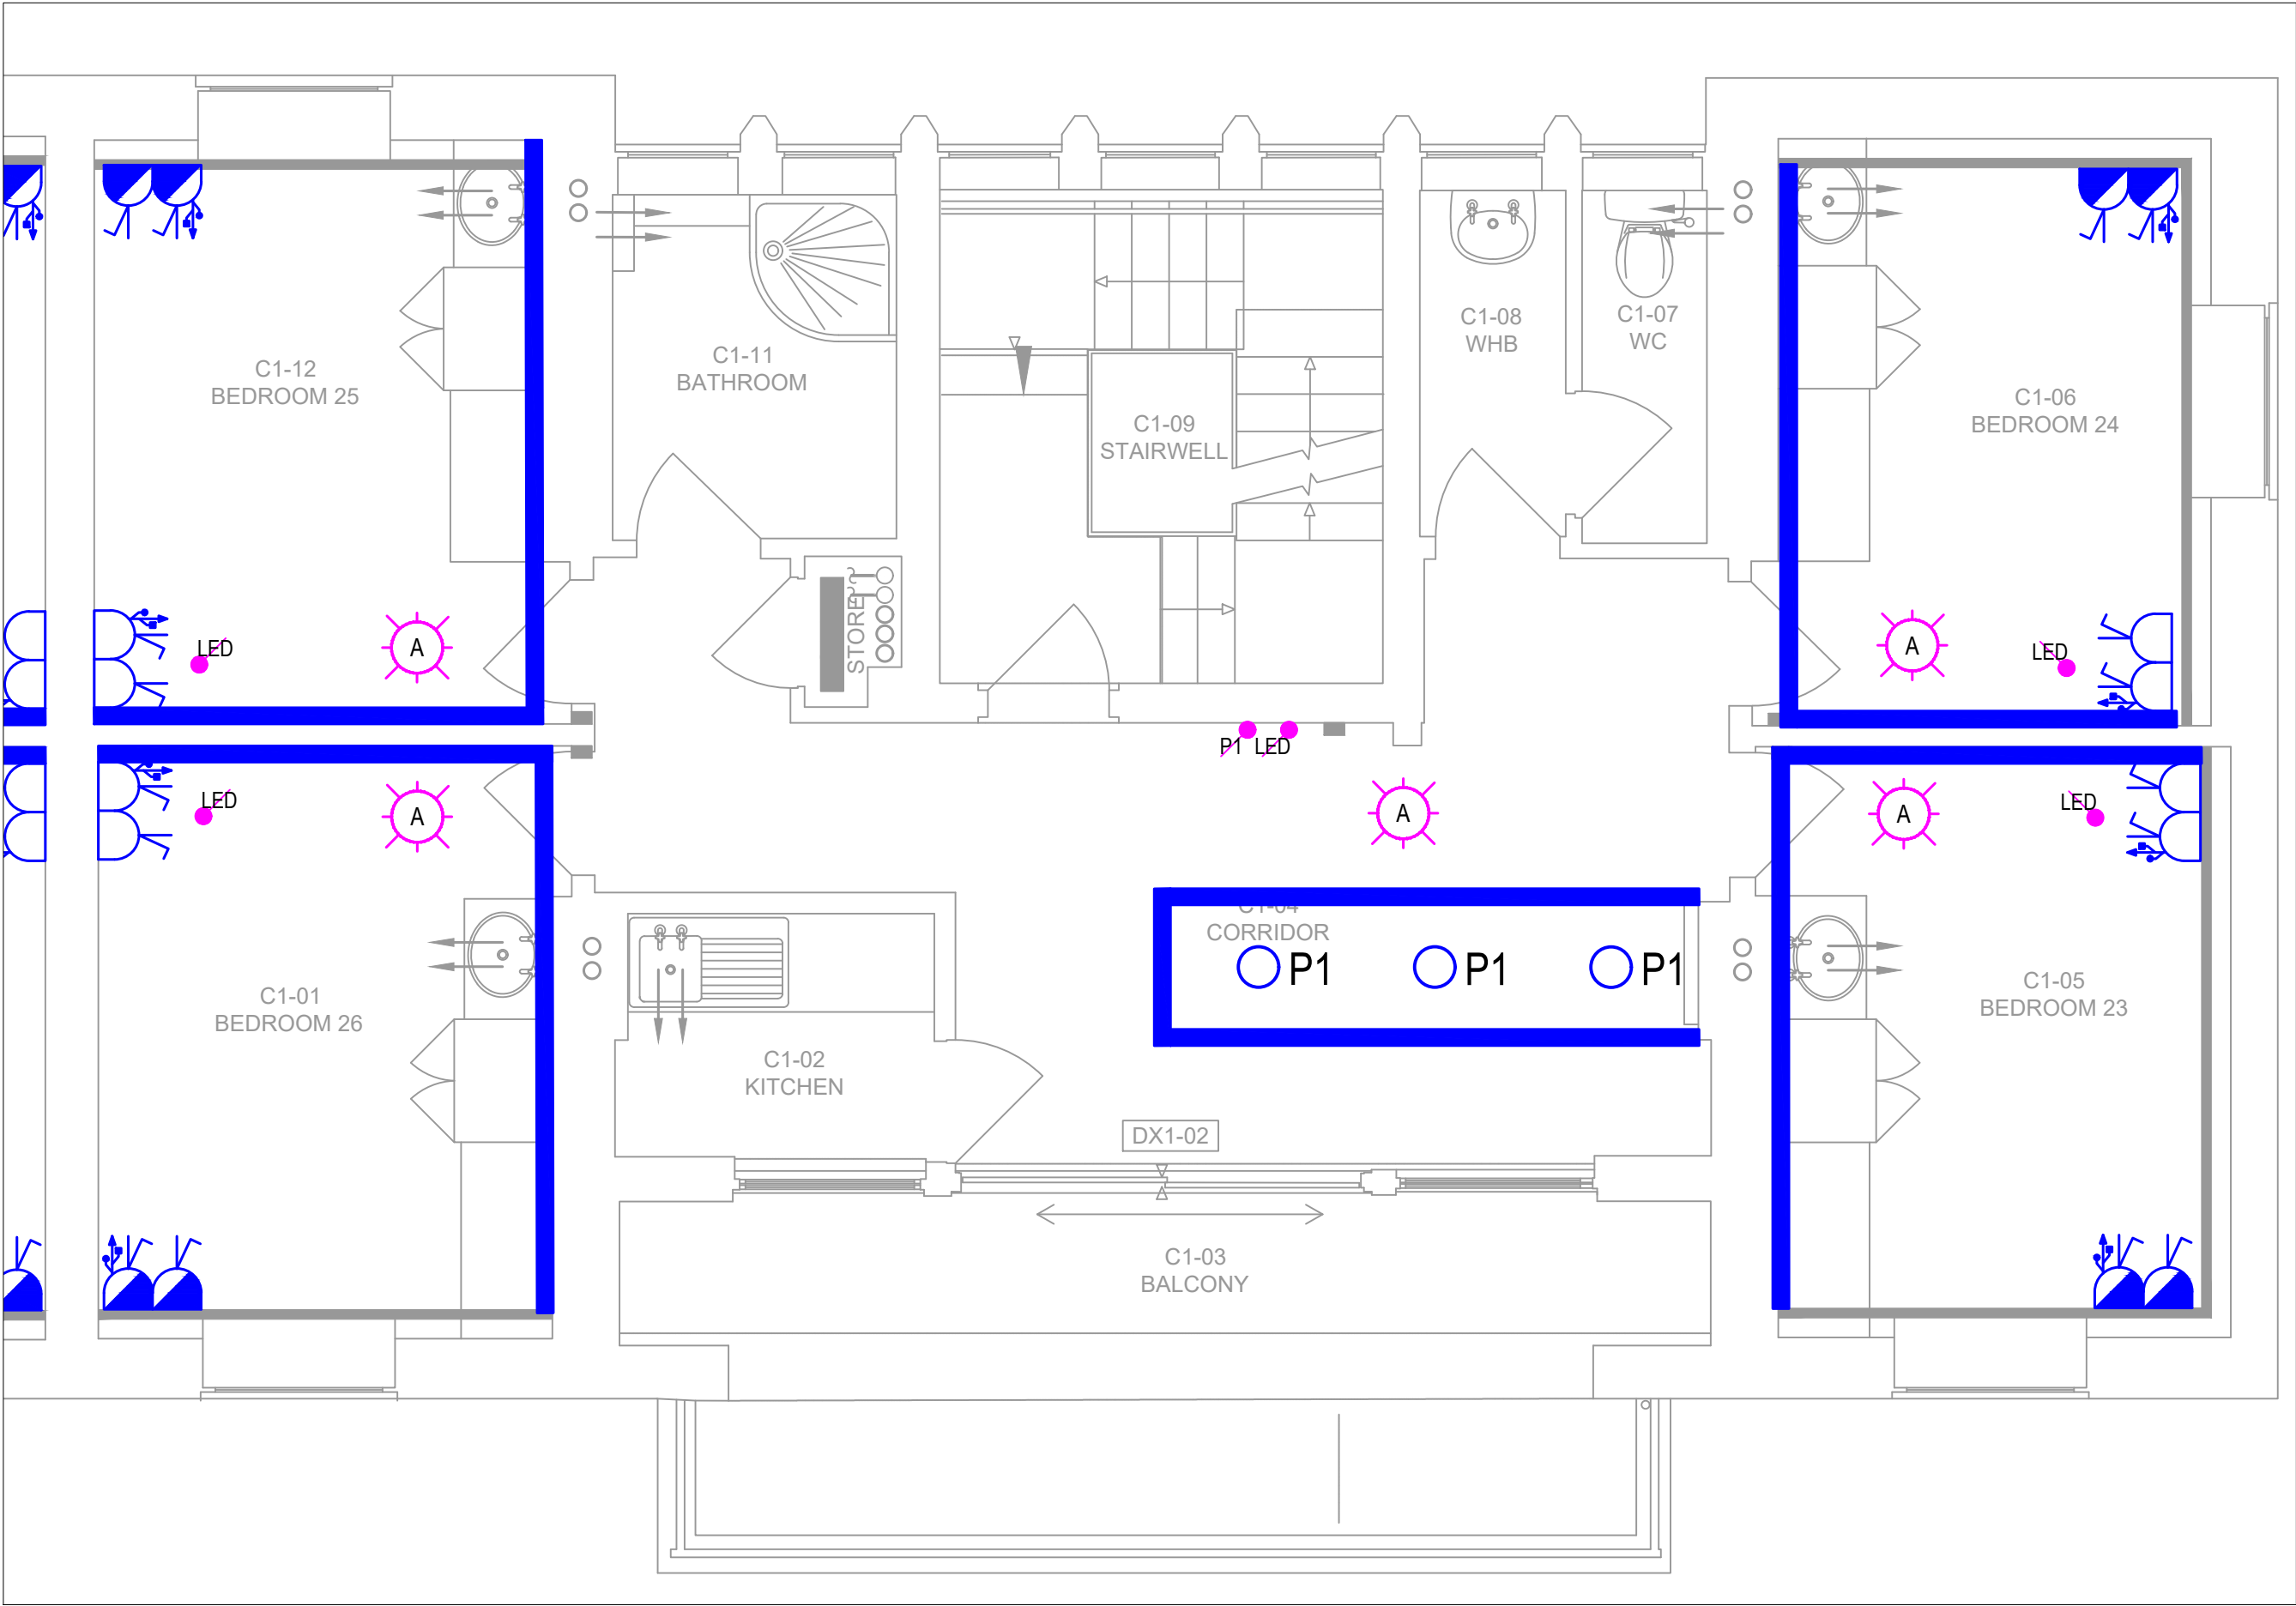 C1-12
BEDROOM 25
C1-11
BATHROOM
C1-09
STAIRWELL
C1-08
WHB
C1-07
WC
C1-06
BEDROOM 24
STORE
LED
A
A
LED
P1 LED
LED
A
A
A
LED
C1-04
CORRIDOR
P1
P1
P1
C1-01
BEDROOM 26
C1-02
KITCHEN
C1-05
BEDROOM 23
DX1-02
C1-03
BALCONY